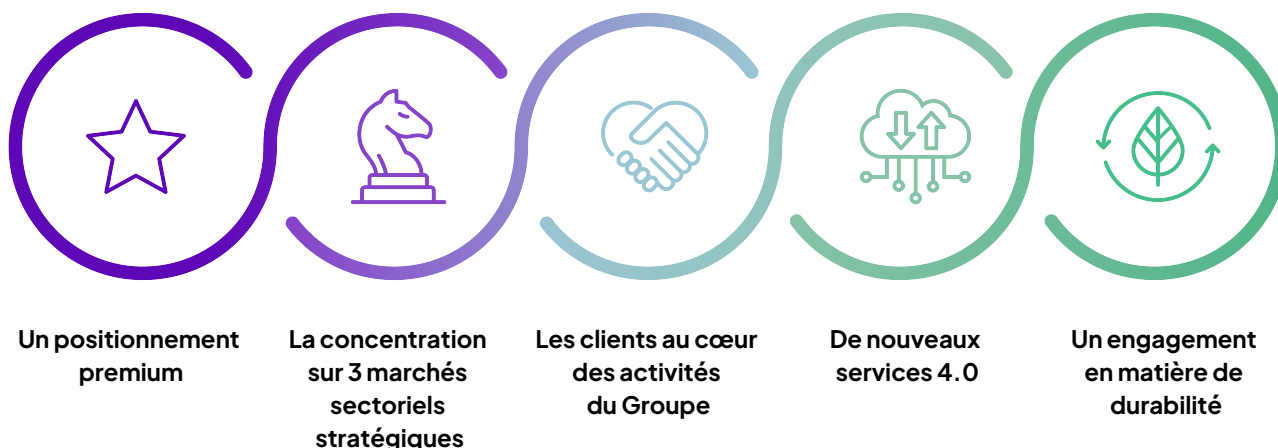 Un positionnement
premium
La concentration
sur 3 marchés
sectoriels
stratégiques
Les clients au cœur
des activités
du Groupe
De nouveaux
services 4.0
Un engagement
en matière de
durabilité